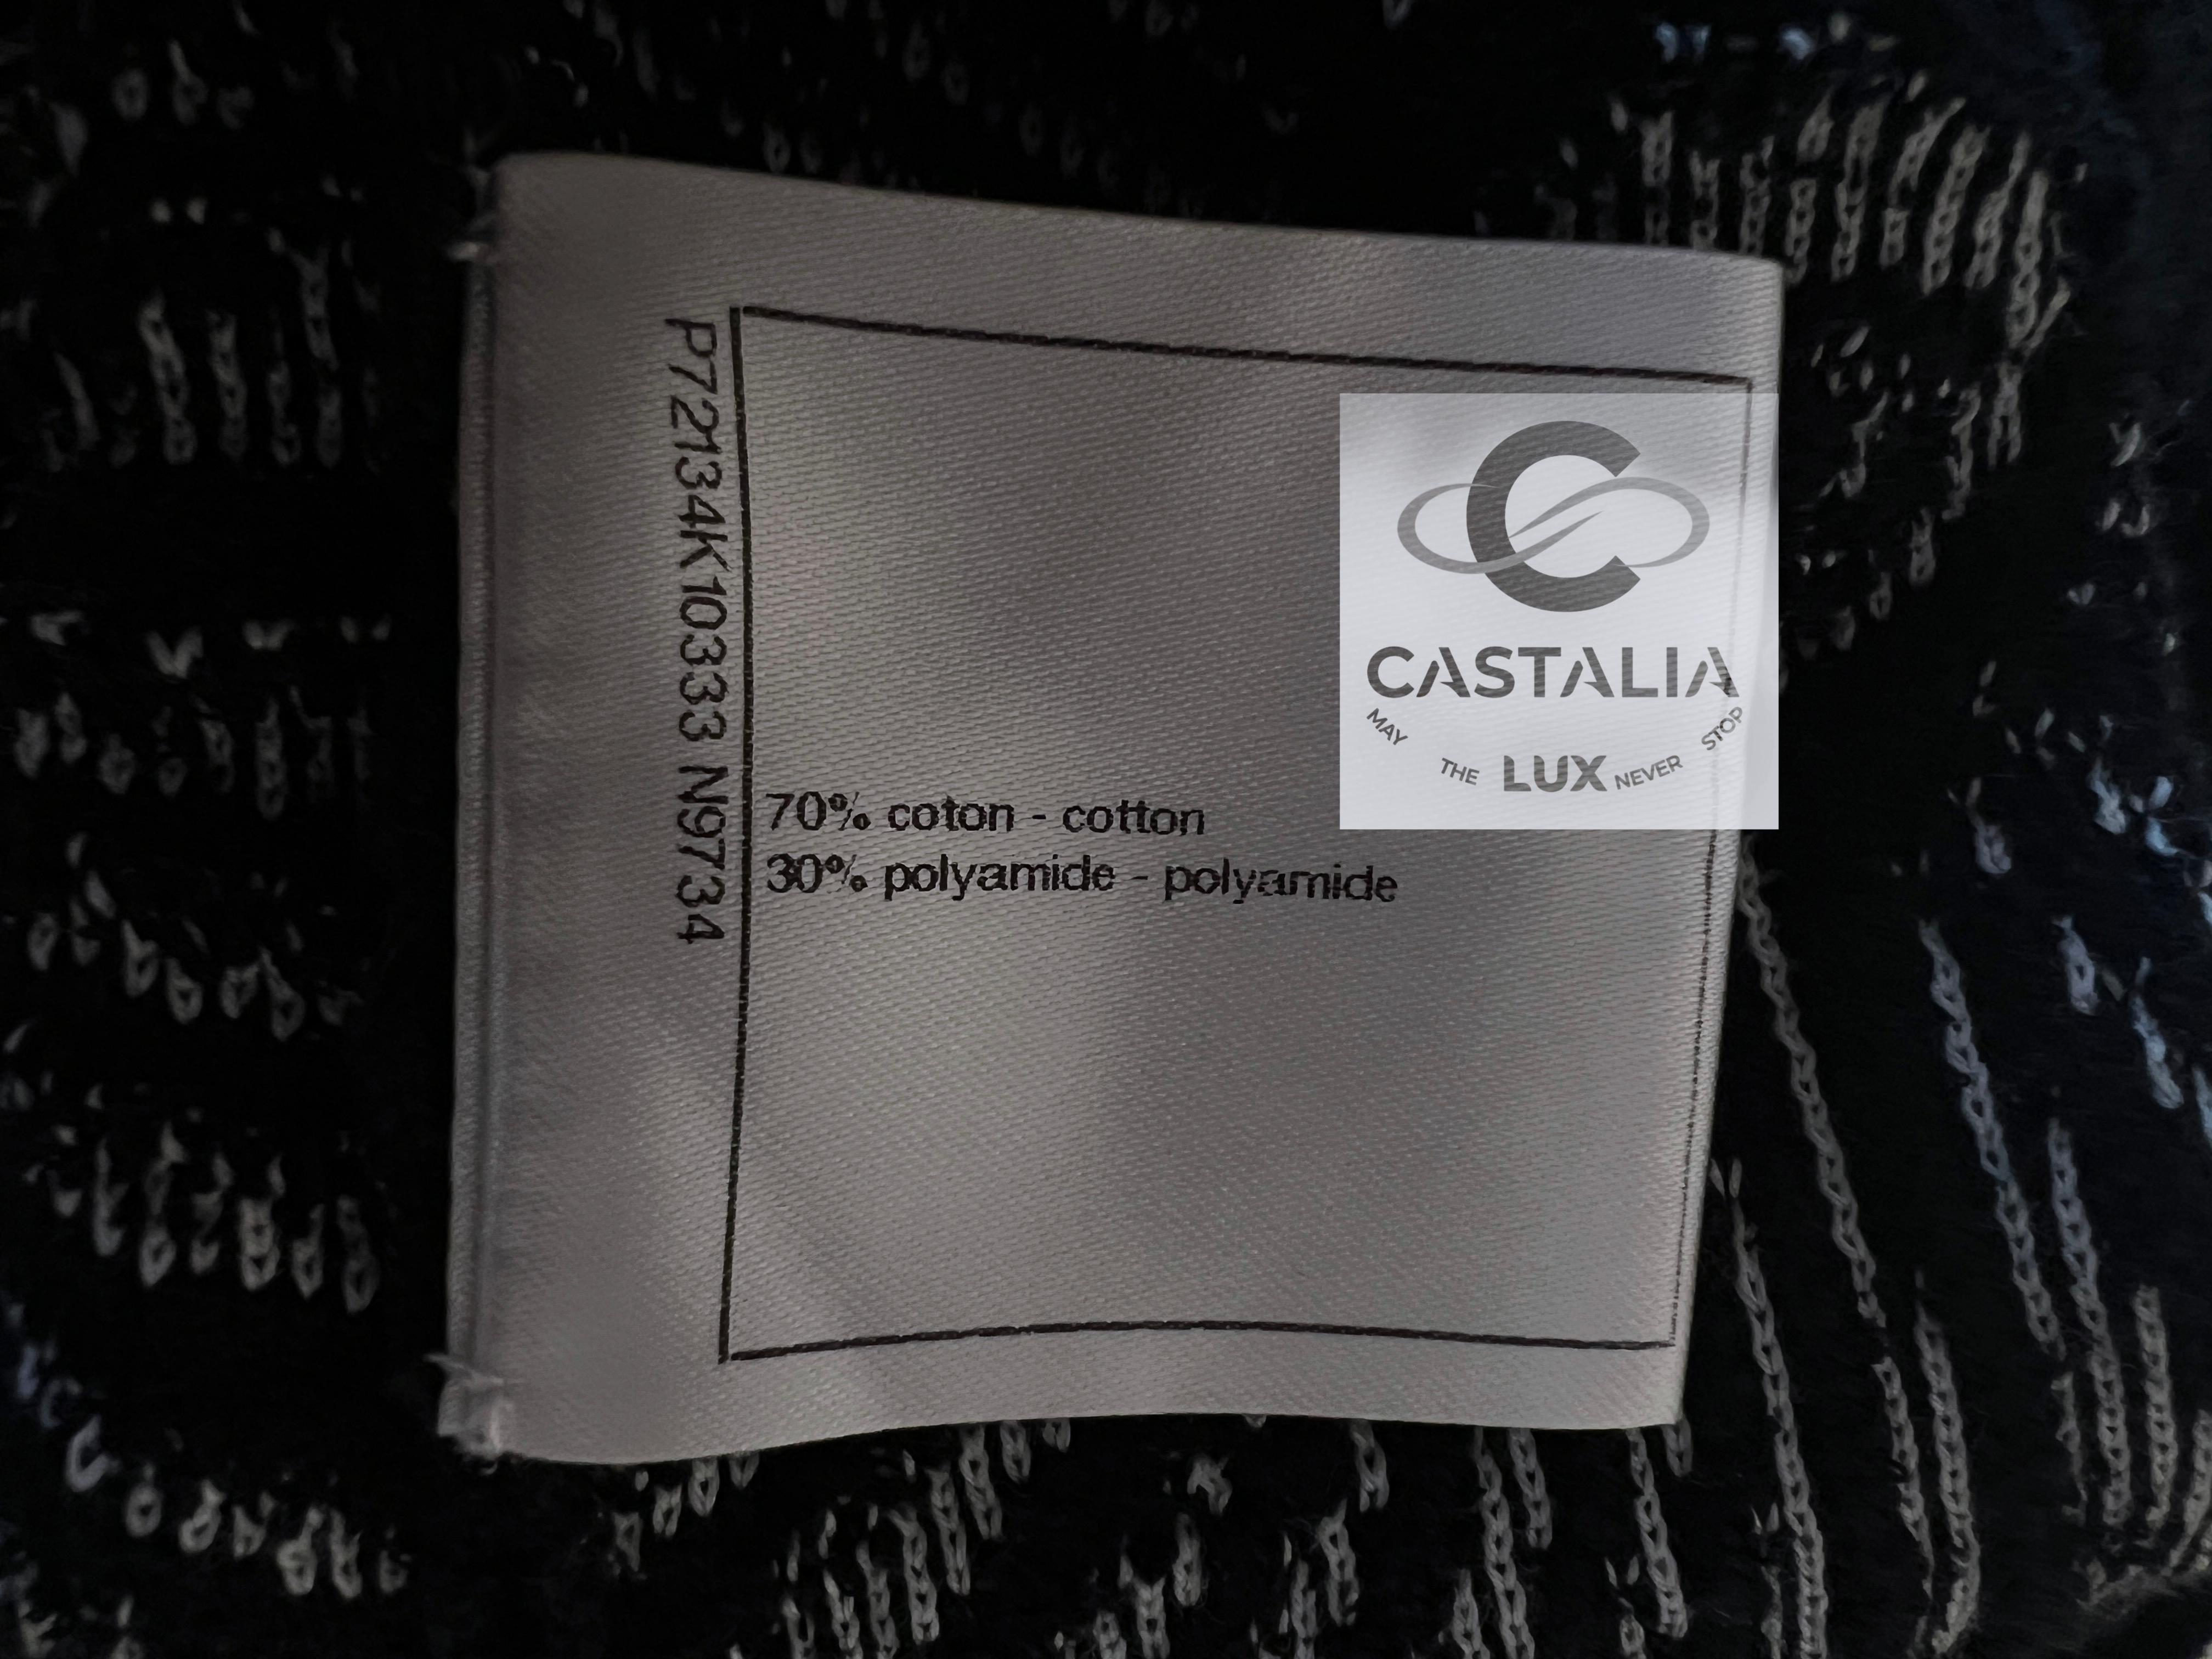 P72134K10333 N9734
70% coton - cotton
30% polyamide - polyamide
CASTALIA
MAY THE LUX NEVER STOP